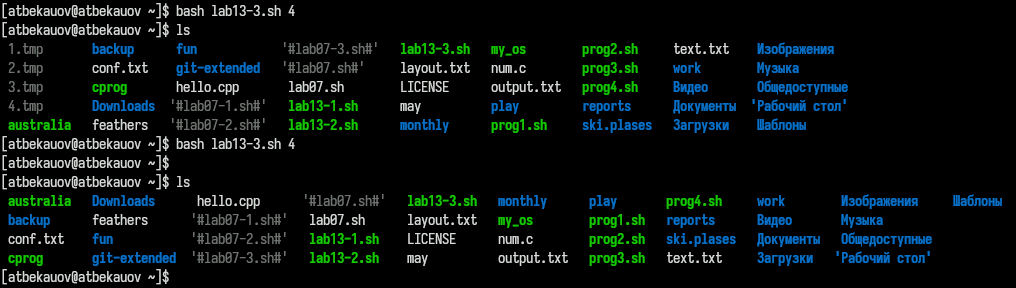 [atbekauov@atbekauov ~]$ bash lab13-3.sh 4
[atbekauov@atbekauov ~]$ ls
1.tmp backup fun '#lab07-3.sh#' lab13-3.sh my_os prog2.sh text.txt Изображения
2.tmp conf.txt git-extended '#lab07.sh#' layout.txt num.c prog3.sh work Музыка
3.tmp cprog hello.cpp lab07.sh LICENSE output.txt prog4.sh Видео Общедоступные
4.tmp Downloads '#lab07-1.sh#' lab13-1.sh may play reports Документы 'Рабочий стол'
australia feathers '#lab07-2.sh#' lab13-2.sh monthly prog1.sh ski.plases Загрузки Шаблоны
[atbekauov@atbekauov ~]$ bash lab13-3.sh 4
[atbekauov@atbekauov ~]$
[atbekauov@atbekauov ~]$ ls
australia Downloads hello.cpp '#lab07.sh#' lab13-3.sh monthly play prog4.sh work Изображения Шаблоны
backup feathers '#lab07-1.sh#' lab07.sh layout.txt my_os prog1.sh reports Видео Музыка
conf.txt fun '#lab07-2.sh#' lab13-1.sh LICENSE num.c prog2.sh ski.plases Документы Общедоступные
cprog git-extended '#lab07-3.sh#' lab13-2.sh may output.txt prog3.sh text.txt Загрузки 'Рабочий стол'
[atbekauov@atbekauov ~]$